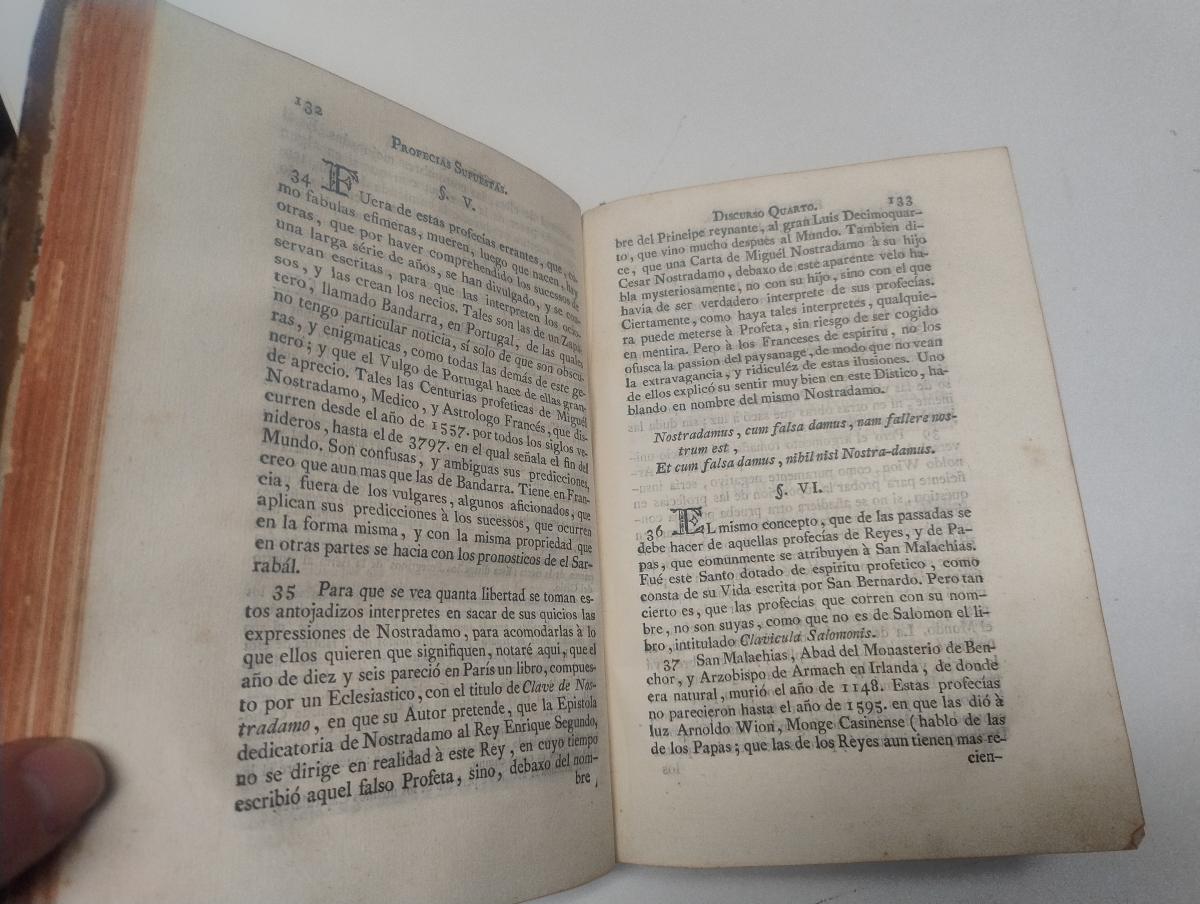 132
PROFECIAS SUPUESTAS.
§. V.
34 FUera de estas profecías errantes, que, co-
mo fabulas efimeras, mueren, luego que nacen, hay
otras, que por haver comprehendido los sucesos de
una larga série de años, se han divulgado, y se con-
servan escritas, para que las interpreten los ocio-
sos, y las crean los necios. Tales son las de un Zapa-
tero, llamado Bandarra, en Portugal, de las quales
no tengo particular noticia, sí solo de que son obscu-
ras, y enigmaticas, como todas las demás de este ge-
nero; y que el Vulgo de Portugal hace de ellas gran-
de aprecio. Tales las Centurias profeticas de Miguél
Nostradamo, Medico, y Astrologo Francés, que dis-
curren desde el año de 1557. por todos los siglos ve-
nideros, hasta el de 3797. en el qual señala el fin del
Mundo. Son confusas, y ambiguas sus predicciones,
creo que aun mas que las de Bandarra. Tiene en Fran-
cia, fuera de los vulgares, algunos aficionados, que
aplican sus predicciones à los sucesos, que ocurren
en la forma misma, y con la misma propriedad que
en otras partes se hacia con los pronosticos de el Sar-
rabál.
35 Para que se vea quanta libertad se toman es-
tos antojadizos interpretes en sacar de sus quicios las
expressiones de Nostradamo, para acomodarlas à lo
que ellos quieren que signifiquen, notaré aqui, que el
año de diez y seis pareció en París un libro, compues-
to por un Eclesiastico, con el titulo de Clave de Nos-
tradamo, en que su Autor pretende, que la Epistola
dedicatoria de Nostradamo al Rey Enrique Segundo,
no se dirige en realidad à este Rey, en cuyo tiempo
escribió aquel falso Profeta, sino, debaxo del nom-
bre
DISCURSO QUARTO. 133
bre del Principe reynante, al gran Luis Decimoquar-
to, que vino mucho despues al Mundo. Tambien di-
ce, que una Carta de Miguél Nostradamo à su hijo
Cesar Nostradamo, debaxo de este aparente velo ha-
bla mysteriosamente, no con su hijo, sino con el que
havia de ser verdadero interprete de sus profecías.
Ciertamente, como haya tales interpretes, qualquie-
ra puede meterse à Profeta, sin riesgo de ser cogido
en mentira. Pero à los Franceses de espiritu, no los
ofusca la passion del paysanage, de modo que no vean
la extravagancia, y ridiculéz de estas ilusiones. Uno
de ellos explicó su sentir muy bien en este Distico, ha-
blando en nombre del mismo Nostradamo.
Nostradamus, cum falsa damus, nam fallere nos-
trum est,
Et cum falsa damus, nihil nisi Nostra-damus.
§. VI.
36 EL mismo concepto, que de las passadas se
debe hacer de aquellas profecías de Reyes, y de Pa-
pas, que comunmente se atribuyen à San Malachias.
Fué este Santo dotado de espiritu profetico, como
consta de su Vida escrita por San Bernardo. Pero tan
cierto es, que las profecías que corren con su nom-
bre, no son suyas, como que no es de Salomon el li-
bro, intitulado Clavicula Salomonis.
37 San Malachias, Abad del Monasterio de Ben-
chor, y Arzobispo de Armach en Irlanda, de donde
era natural, murió el año de 1148. Estas profecías
no parecieron hasta el año de 1595. en que las dió à
luz Arnoldo Wion, Monge Casinense (hablo de las
de los Papas; que las de los Reyes aun tienen mas re-
cien-